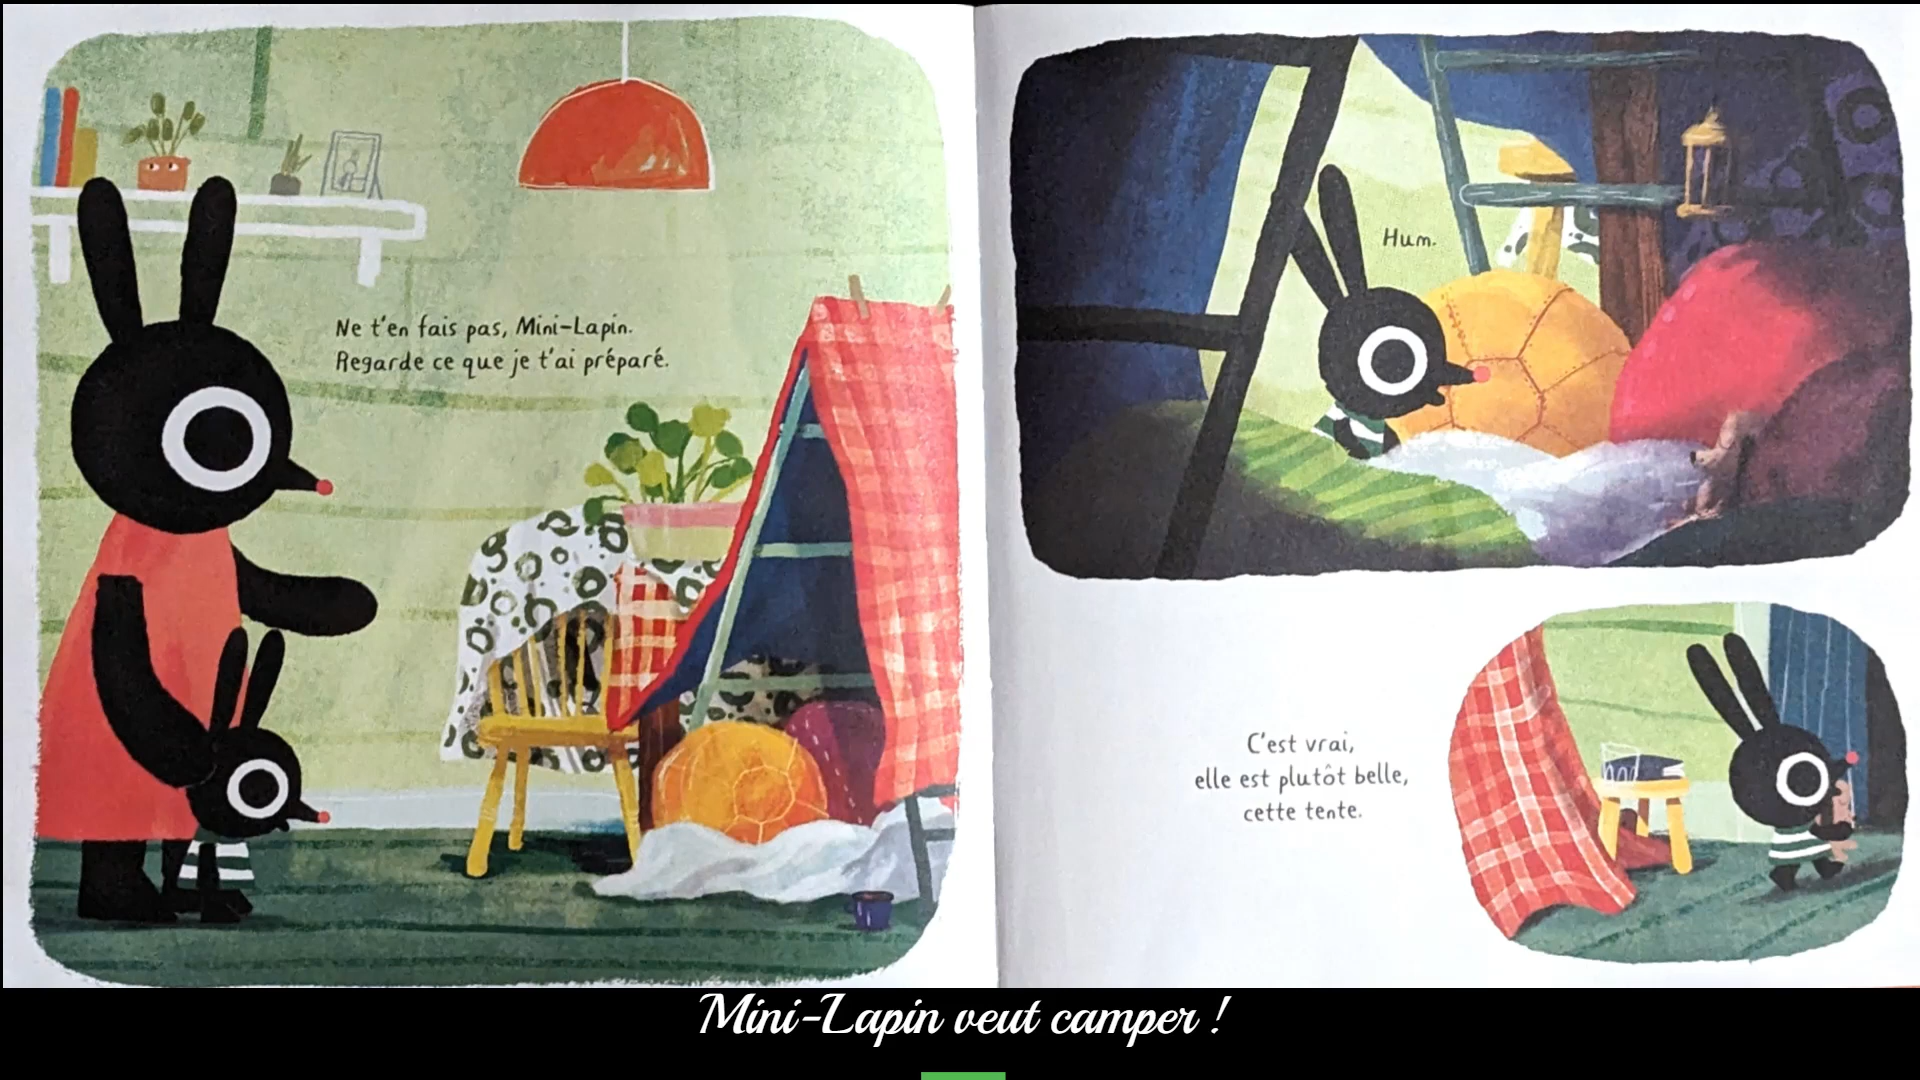 Ne t'en fais pas, Mini-Lapin.
Regarde ce que je t'ai préparé.
Hum.
C'est vrai,
elle est plutôt belle,
cette tente.
Mini-Lapin veut camper !